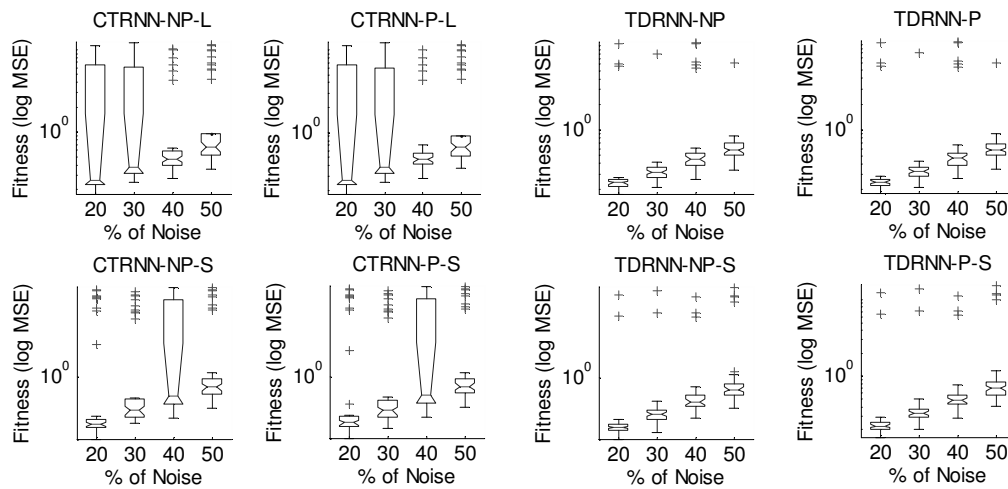 CTRNN-NP-L
Fitness (log MSE)
10^0
20 30 40 50
% of Noise
CTRNN-P-L
Fitness (log MSE)
10^0
20 30 40 50
% of Noise
TDRNN-NP
Fitness (log MSE)
10^0
20 30 40 50
% of Noise
TDRNN-P
Fitness (log MSE)
10^0
20 30 40 50
% of Noise
CTRNN-NP-S
Fitness (log MSE)
10^0
20 30 40 50
% of Noise
CTRNN-P-S
Fitness (log MSE)
10^0
20 30 40 50
% of Noise
TDRNN-NP-S
Fitness (log MSE)
10^0
20 30 40 50
% of Noise
TDRNN-P-S
Fitness (log MSE)
10^0
20 30 40 50
% of Noise